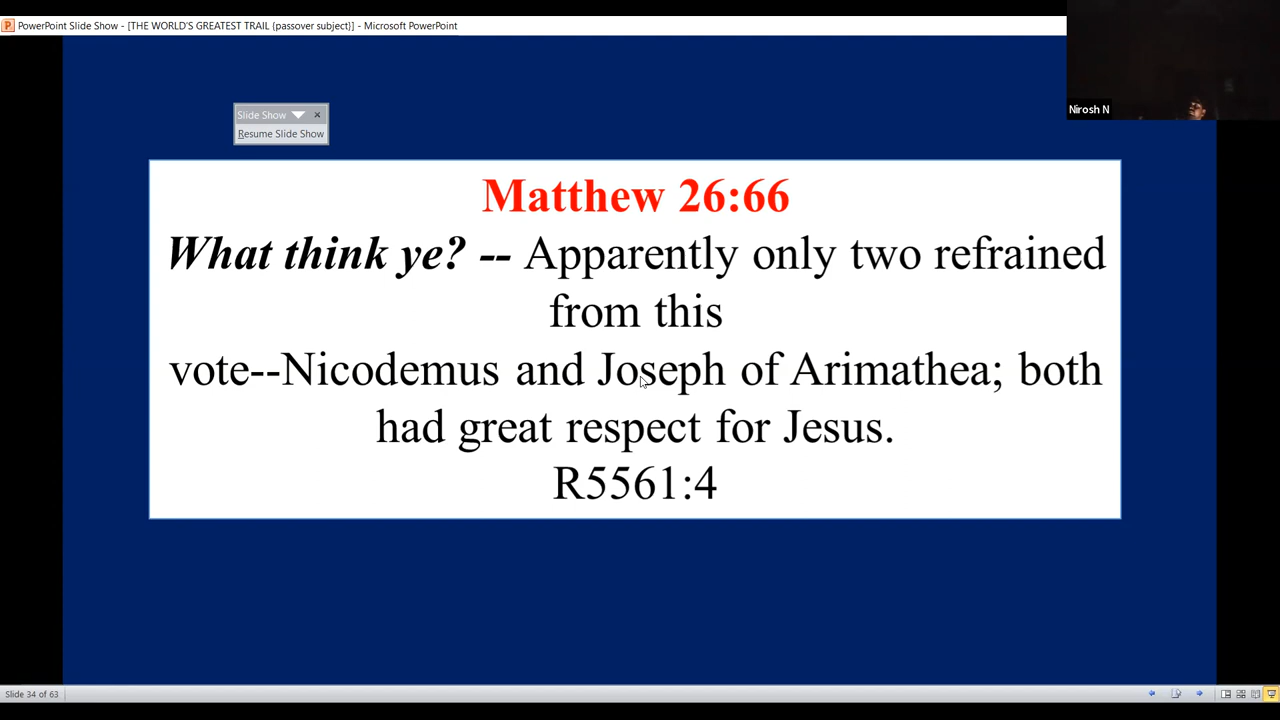 PowerPoint Slide Show - [THE WORLD'S GREATEST TRAIL (passover subject)] - Microsoft PowerPoint
Nirosh N
Slide Show
Resume Slide Show
Matthew 26:66
What think ye? -- Apparently only two refrained
from this
vote--Nicodemus and Joseph of Arimathea; both
had great respect for Jesus.
R5561:4
Slide 34 of 63